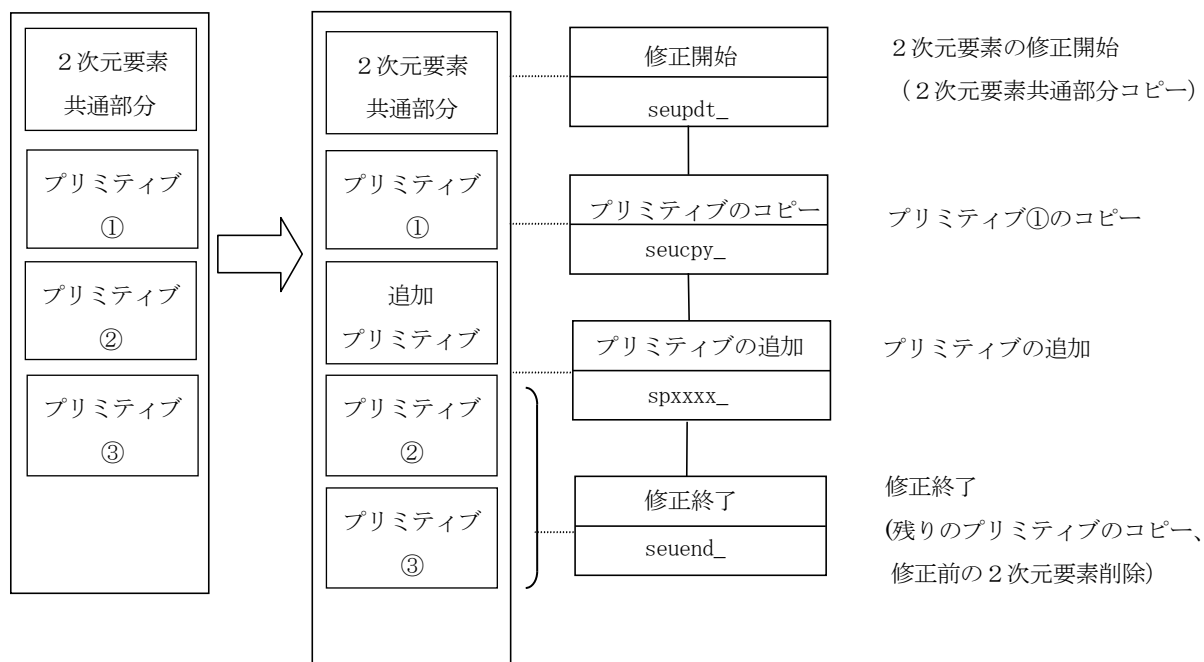 ２次元要素
共通部分
プリミティブ
①
プリミティブ
②
プリミティブ
③
２次元要素
共通部分
プリミティブ
①
追加
プリミティブ
プリミティブ
②
プリミティブ
③
修正開始
seupdt_
プリミティブのコピー
seucpy_
プリミティブの追加
spxxxx_
修正終了
seuend_
２次元要素の修正開始
（２次元要素共通部分コピー）
プリミティブ①のコピー
プリミティブの追加
修正終了
(残りのプリミティブのコピー、
修正前の２次元要素削除)